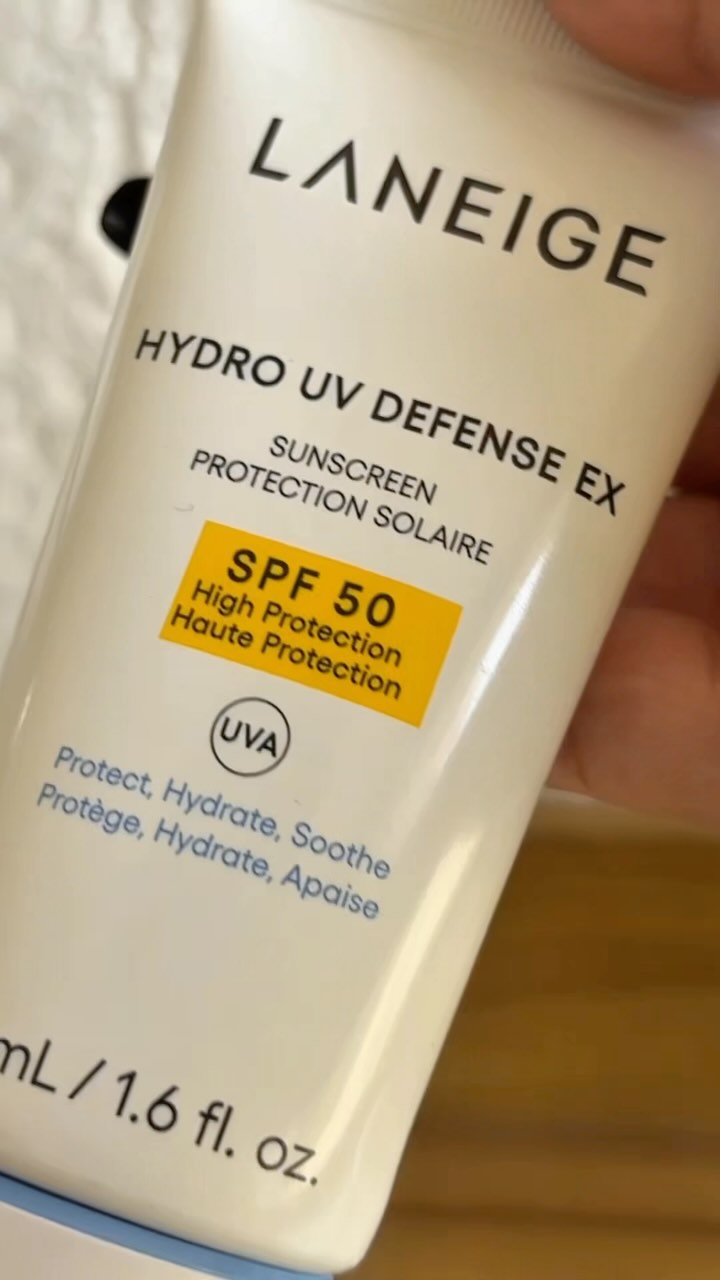 LANEIGE
HYDRO UV DEFENSE EX
SUNSCREEN
PROTECTION SOLAIRE
SPF 50
High Protection
Haute Protection
UVA
Protect, Hydrate, Soothe
Protège, Hydrate, Apaise
mL / 1.6 fl. oz.